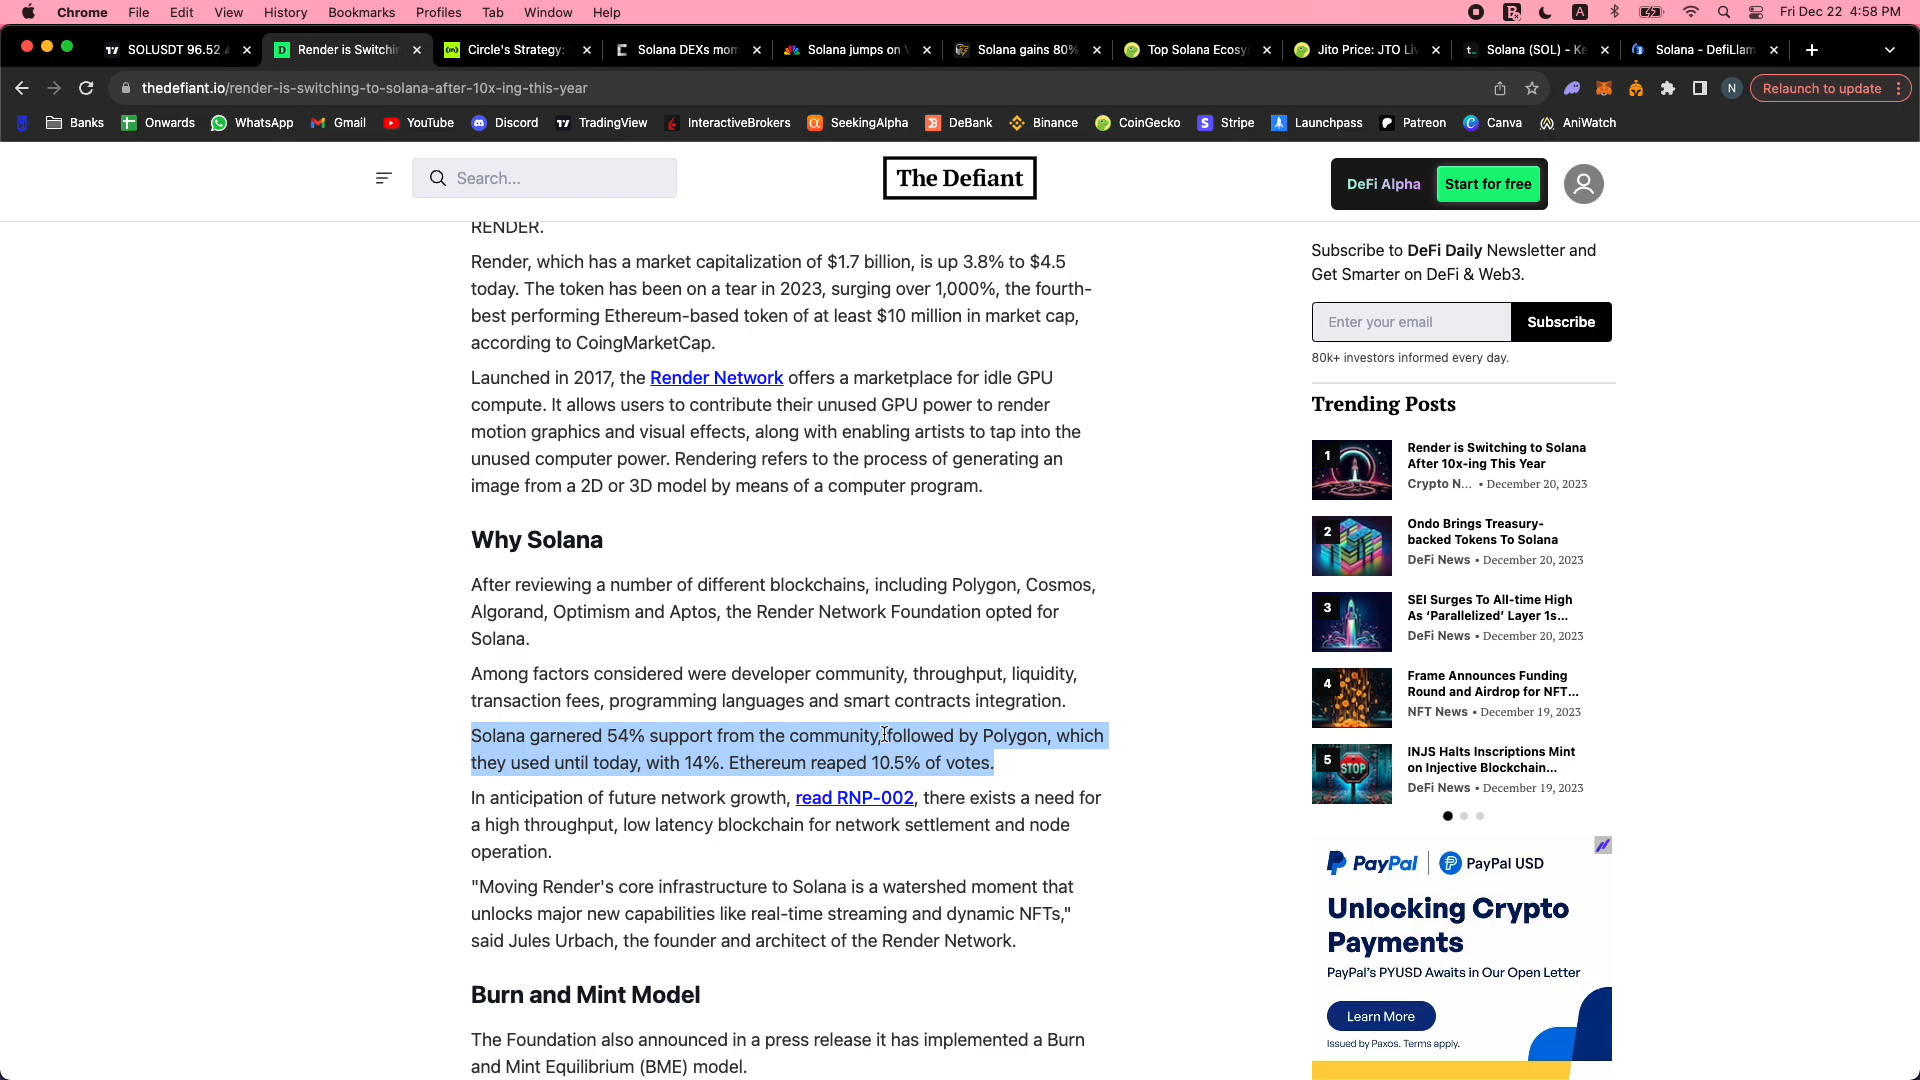 Chrome File Edit View History Bookmarks Profiles Tab Window Help
A Fri Dec 22 4:58 PM
SOLUSDT 96.52
Render is Switchin
Circle's Strategy:
Solana DEXs mom
Solana jumps on
Solana gains 80%
Top Solana Ecosy
Jito Price: JTO Li
Solana (SOL) - Ke
Solana - DefiLlam
thedefiant.io/render-is-switching-to-solana-after-10x-ing-this-year
N
Relaunch to update
Banks Onwards WhatsApp Gmail YouTube Discord TradingView InteractiveBrokers SeekingAlpha DeBank Binance CoinGecko Stripe Launchpass Patreon Canva AniWatch
Search...
The Defiant
DeFi Alpha
Start for free
RENDER.
Render, which has a market capitalization of $1.7 billion, is up 3.8% to $4.5
today. The token has been on a tear in 2023, surging over 1,000%, the fourth-
best performing Ethereum-based token of at least $10 million in market cap,
according to CoingMarketCap.
Launched in 2017, the Render Network offers a marketplace for idle GPU
compute. It allows users to contribute their unused GPU power to render
motion graphics and visual effects, along with enabling artists to tap into the
unused computer power. Rendering refers to the process of generating an
image from a 2D or 3D model by means of a computer program.
Why Solana
After reviewing a number of different blockchains, including Polygon, Cosmos,
Algorand, Optimism and Aptos, the Render Network Foundation opted for
Solana.
Among factors considered were developer community, throughput, liquidity,
transaction fees, programming languages and smart contracts integration.
Solana garnered 54% support from the community, followed by Polygon, which
they used until today, with 14%. Ethereum reaped 10.5% of votes.
In anticipation of future network growth, read RNP-002, there exists a need for
a high throughput, low latency blockchain for network settlement and node
operation.
"Moving Render's core infrastructure to Solana is a watershed moment that
unlocks major new capabilities like real-time streaming and dynamic NFTs,"
said Jules Urbach, the founder and architect of the Render Network.
Burn and Mint Model
The Foundation also announced in a press release it has implemented a Burn
and Mint Equilibrium (BME) model.
Subscribe to DeFi Daily Newsletter and
Get Smarter on DeFi & Web3.
Enter your email
Subscribe
80k+ investors informed every day.
Trending Posts
1
Render is Switching to Solana
After 10x-ing This Year
Crypto N... • December 20, 2023
2
Ondo Brings Treasury-
backed Tokens To Solana
DeFi News • December 20, 2023
3
SEI Surges To All-time High
As ‘Parallelized’ Layer 1s...
DeFi News • December 20, 2023
4
Frame Announces Funding
Round and Airdrop for NFT...
NFT News • December 19, 2023
5
STOP
INJS Halts Inscriptions Mint
on Injective Blockchain...
DeFi News • December 19, 2023
PayPal PayPal USD
Unlocking Crypto
Payments
PayPal's PYUSD Awaits in Our Open Letter
Learn More
Issued by Paxos. Terms apply.